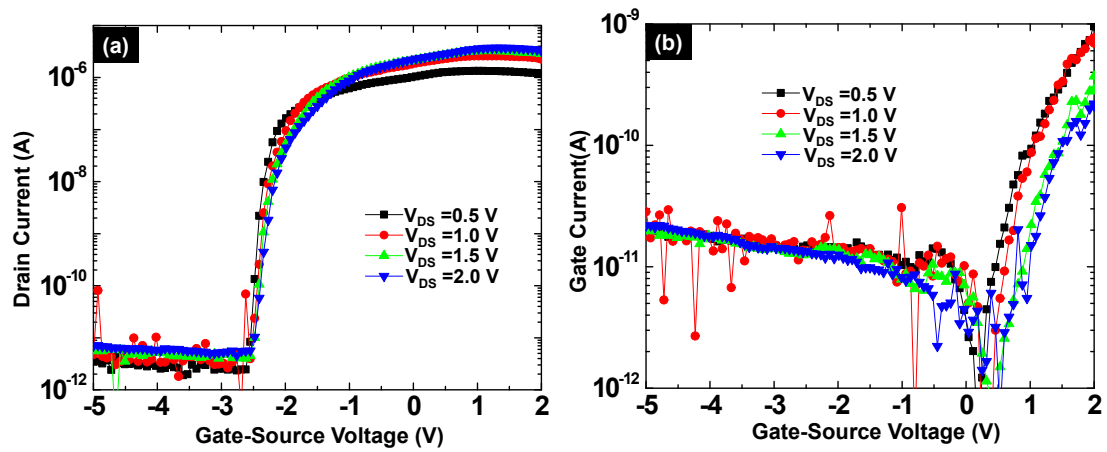 (a)
Drain Current (A)
10^-6
10^-8
10^-10
10^-12
V_DS =0.5 V
V_DS =1.0 V
V_DS =1.5 V
V_DS =2.0 V
-5 -4 -3 -2 -1 0 1 2
Gate-Source Voltage (V)
(b)
Gate Current(A)
10^-9
10^-10
10^-11
10^-12
V_DS =0.5 V
V_DS =1.0 V
V_DS =1.5 V
V_DS =2.0 V
-5 -4 -3 -2 -1 0 1 2
Gate-Source Voltage (V)